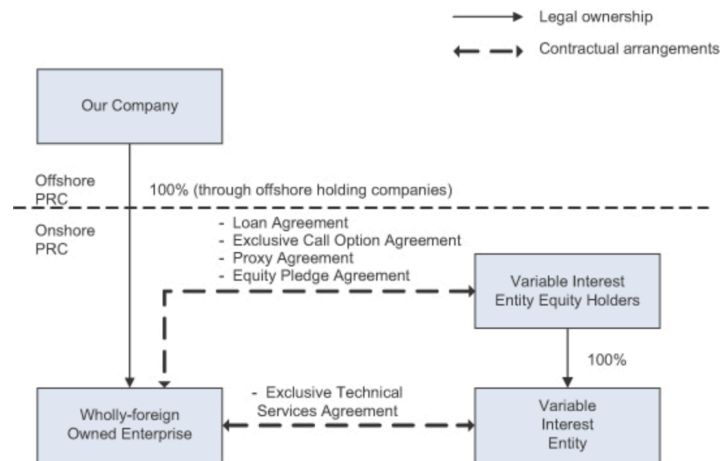 Legal ownership
Contractual arrangements
Our Company
Offshore
PRC
100% (through offshore holding companies)
Onshore
PRC
- Loan Agreement
- Exclusive Call Option Agreement
- Proxy Agreement
- Equity Pledge Agreement
Variable Interest
Entity Equity Holders
100%
Wholly-foreign
Owned Enterprise
- Exclusive Technical
Services Agreement
Variable
Interest
Entity